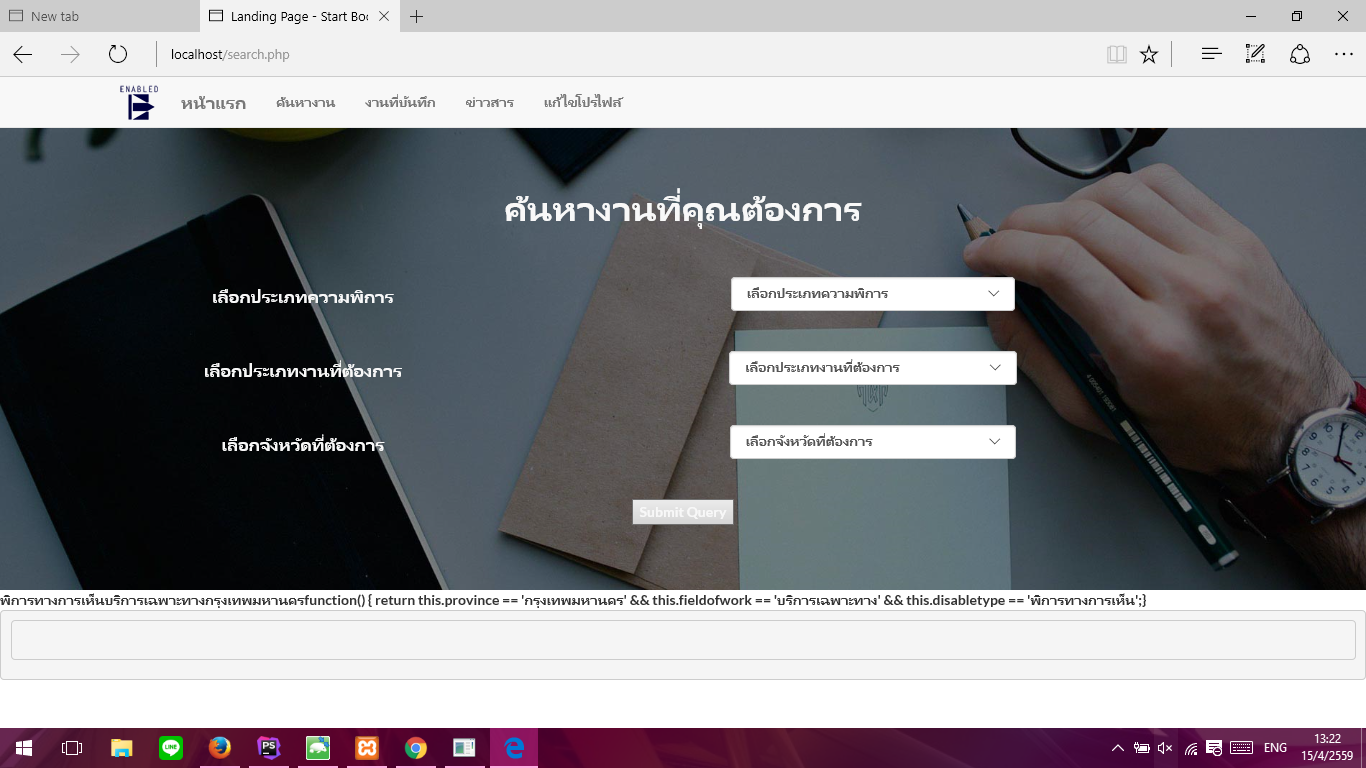 New tab
Landing Page - Start Boo
localhost/search.php
ENABLED
หน้าแรก ค้นหางาน งานที่บันทึก ข่าวสาร แก้ไขโปรไฟล์
ค้นหางานที่คุณต้องการ
เลือกประเภทความพิการ เลือกประเภทความพิการ
เลือกประเภทงานที่ต้องการ เลือกประเภทงานที่ต้องการ
เลือกจังหวัดที่ต้องการ เลือกจังหวัดที่ต้องการ
Submit Query
พิการทางการเห็นบริการเฉพาะทางกรุงเทพมหานครfunction() { return this.province == 'กรุงเทพมหานคร' && this.fieldofwork == 'บริการเฉพาะทาง' && this.disabletype == 'พิการทางการเห็น';}
LINE
PS
ENG
13:22
15/4/2559